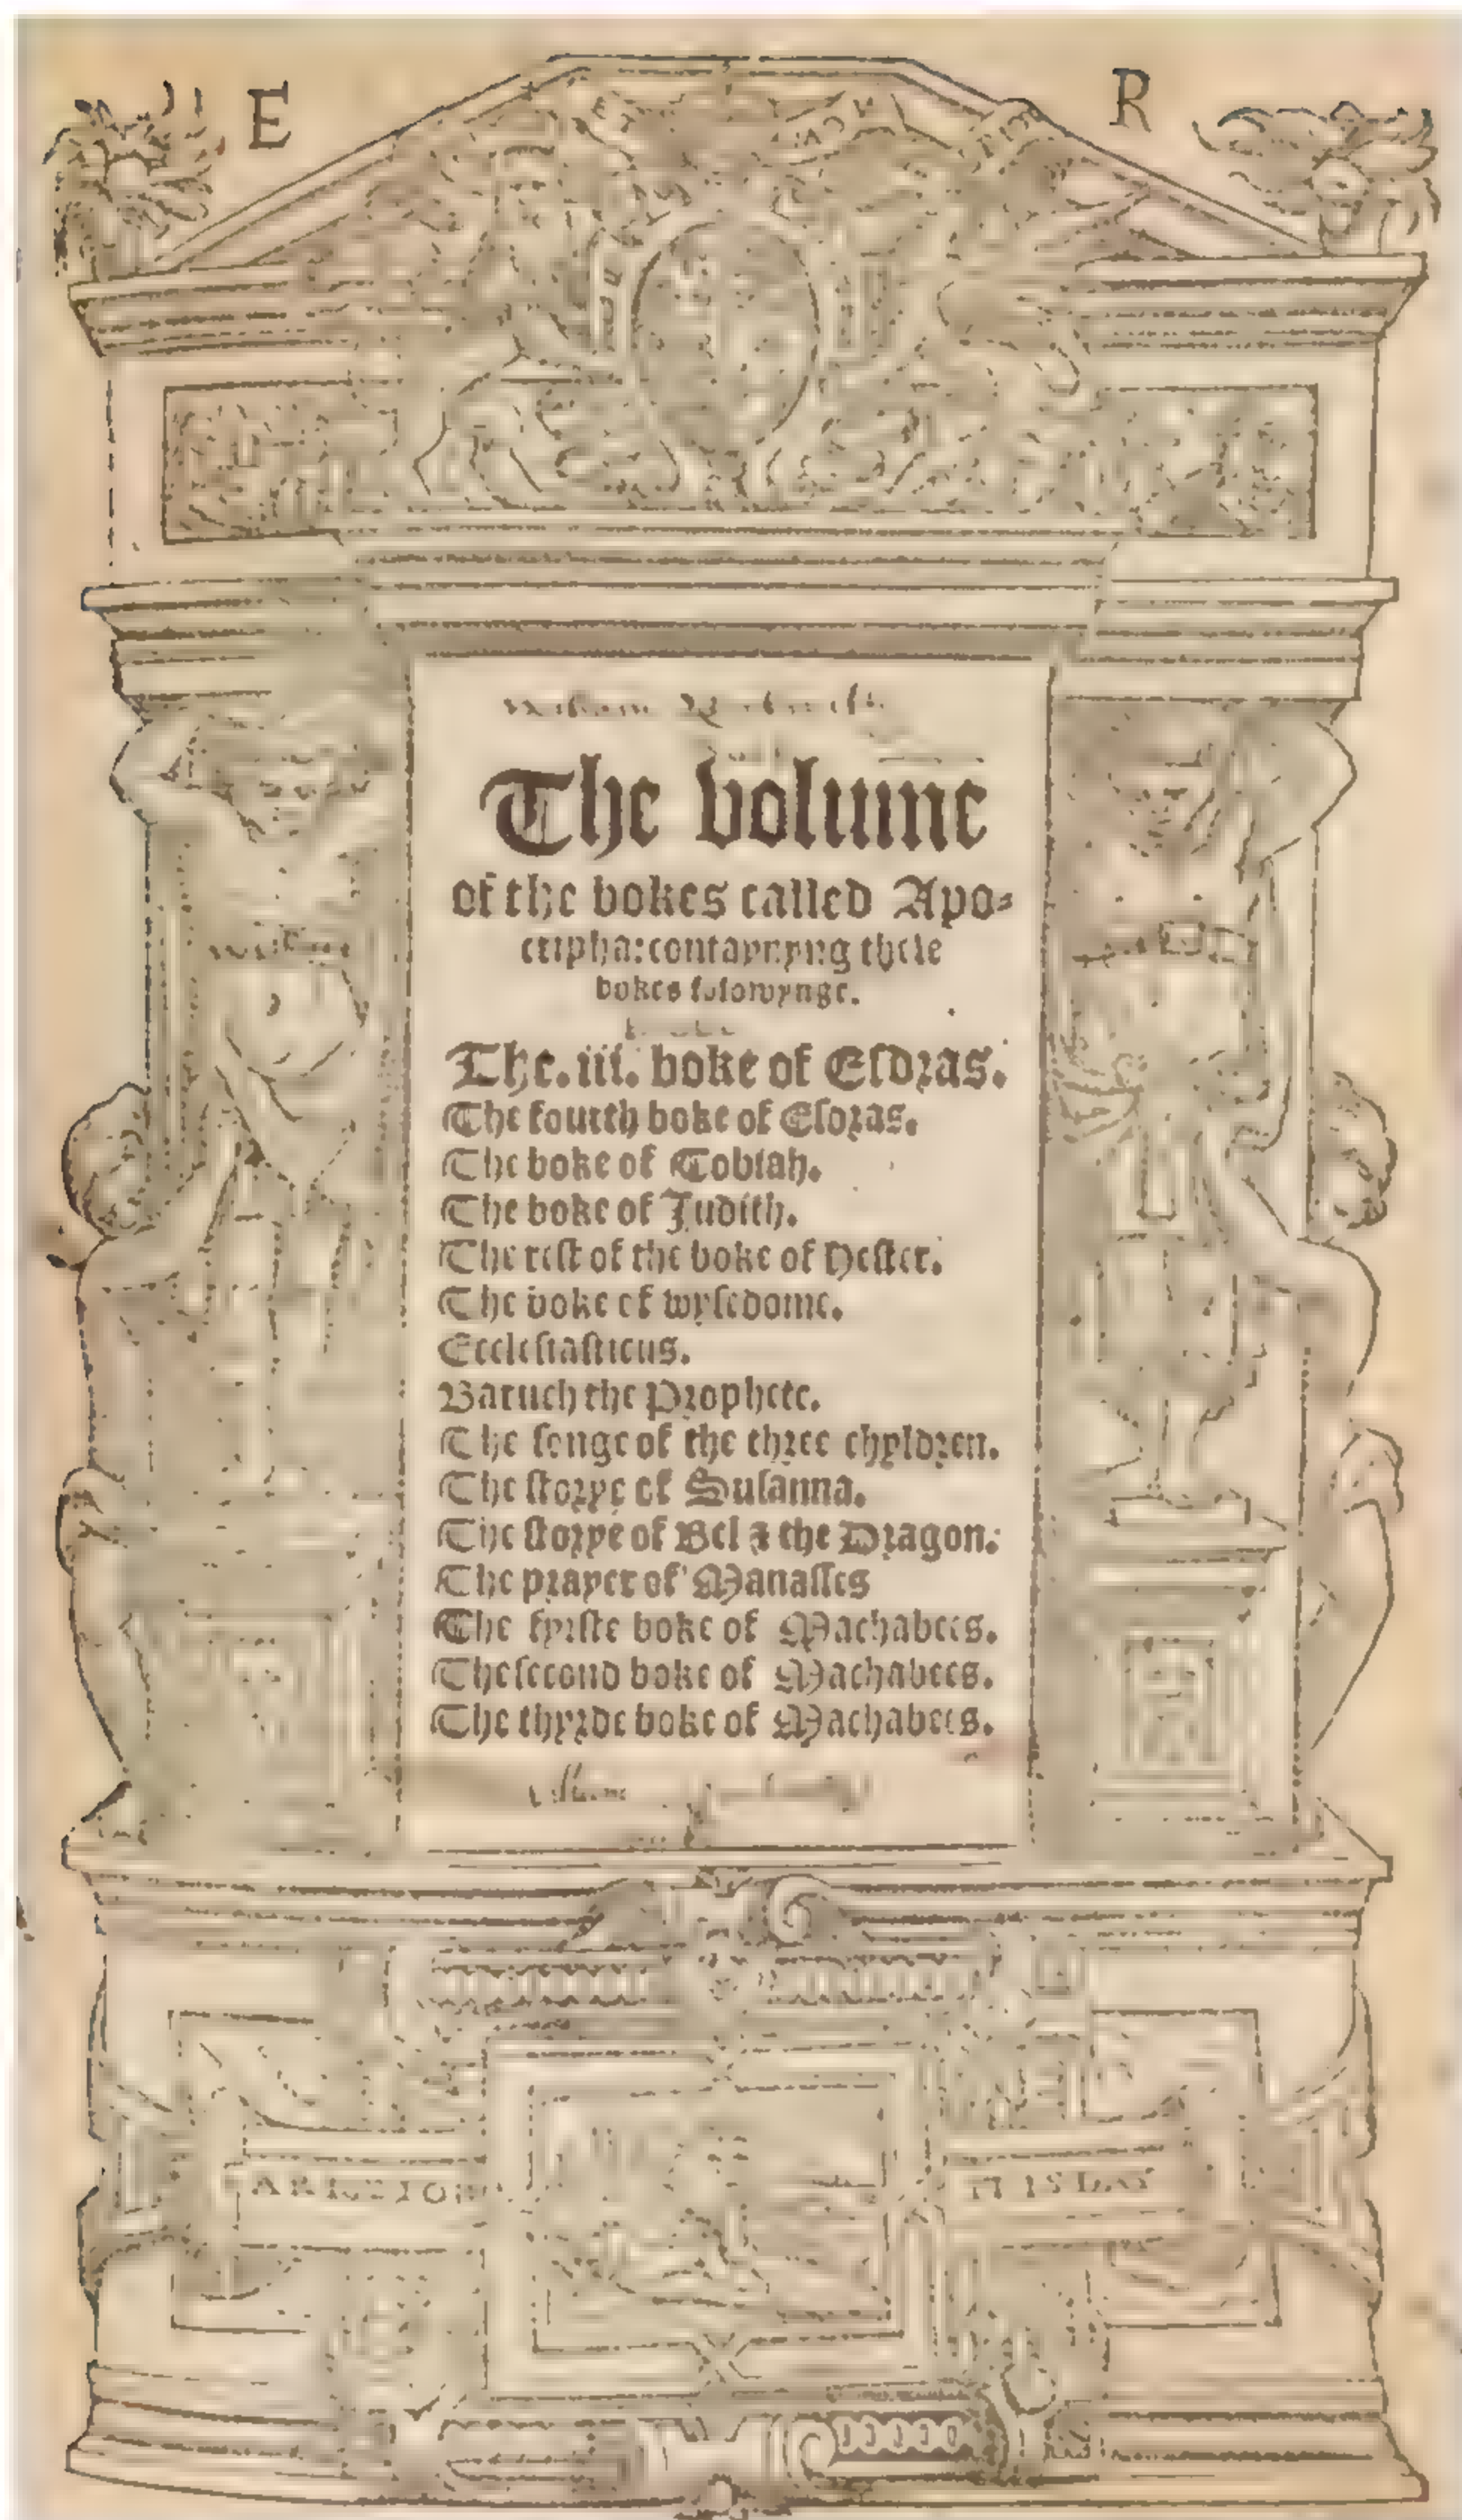 E R
The volume
of the bokes called Apo⸗
cripha: contaynyng these
bokes folowynge.
The .iii. boke of Esdras.
The fourth boke of Esdras.
The boke of Tobiah.
The boke of Judith.
The rest of the boke of Hester.
The boke of wysedome.
Ecclesiasticus.
Baruch the Prophete.
The songe of the three chyldren.
The storye of Susanna.
The storye of Bel & the Dragon.
The prayer of Manasses
The fyrste boke of Machabees.
The second boke of Machabees.
The thyrde boke of Machabees.